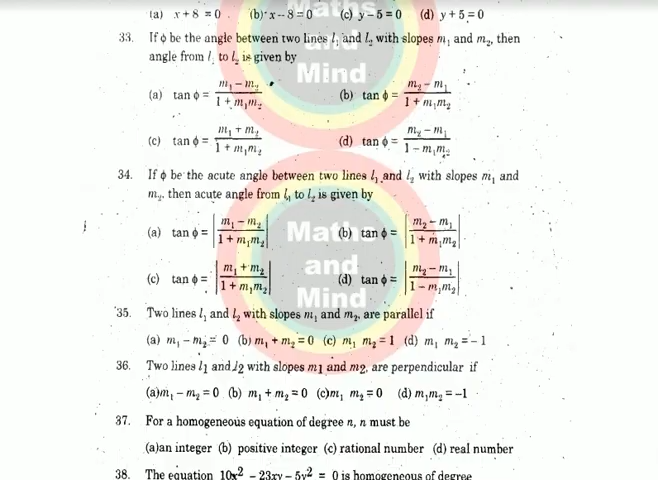 (a) x + 8 = 0 (b) x - 8 = 0 (c) y - 5 = 0 (d) y + 5 = 0
33. If ϕ be the angle between two lines l₁ and l₂ with slopes m₁ and m₂, then
angle from l₁ to l₂ is given by
(a) tan ϕ = (m₁ − m₂)/(1 + m₁m₂) (b) tan ϕ = (m₂ − m₁)/(1 + m₁m₂)
(c) tan ϕ = (m₁ + m₂)/(1 + m₁m₂) (d) tan ϕ = (m₂ − m₁)/(1 − m₁m₂)
34. If ϕ be the acute angle between two lines l₁ and l₂ with slopes m₁ and
m₂, then acute angle from l₁ to l₂ is given by
(a) tan ϕ = |(m₁ − m₂)/(1 + m₁m₂)| (b) tan ϕ = |(m₂ − m₁)/(1 + m₁m₂)|
(c) tan ϕ = |(m₁ + m₂)/(1 + m₁m₂)| (d) tan ϕ = |(m₂ − m₁)/(1 − m₁m₂)|
35. Two lines l₁ and l₂ with slopes m₁ and m₂, are parallel if
(a) m₁ − m₂ = 0 (b) m₁ + m₂ = 0 (c) m₁ m₂ = 1 (d) m₁ m₂ = − 1
36. Two lines l1 and l2 with slopes m1 and m2, are perpendicular if
(a)m₁ − m₂ = 0 (b) m₁ + m₂ = 0 (c)m₁ m₂ = 0 (d) m₁m₂ = −1
37. For a homogeneous equation of degree n, n must be
(a)an integer (b) positive integer (c) rational number (d) real number
38. The equation 10x² − 23xy − 5y² = 0 is homogeneous of degree
Maths
and
Mind
Maths
and
Mind